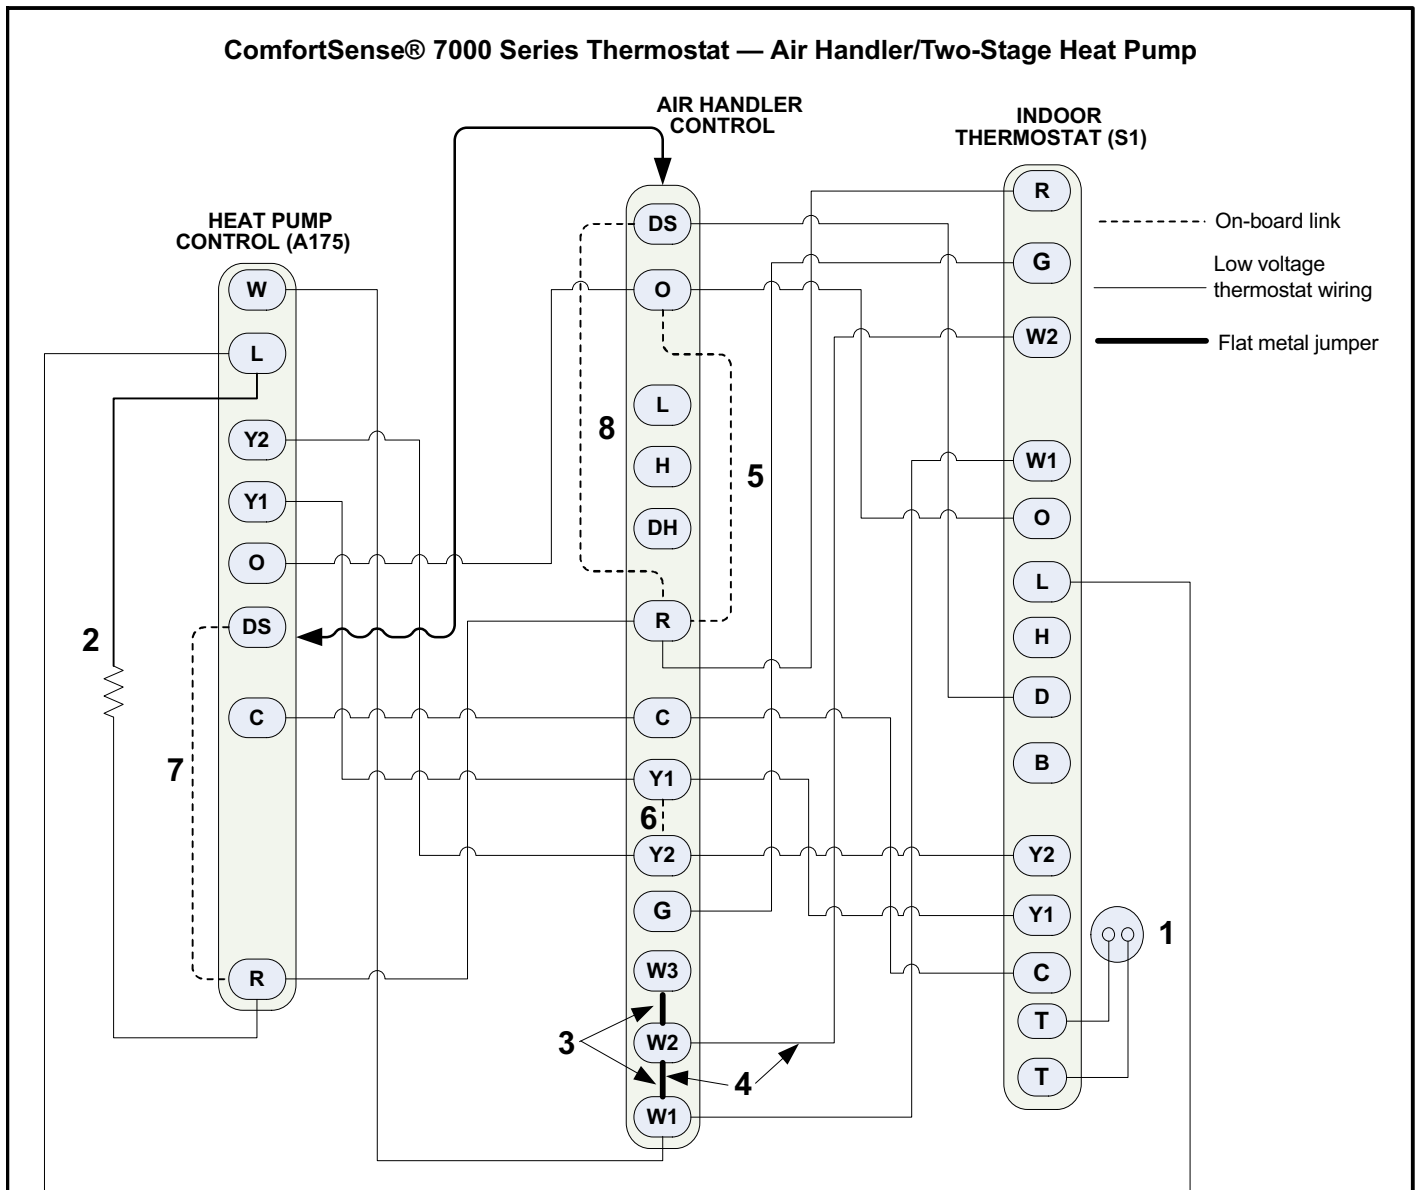 ComfortSense® 7000 Series Thermostat — Air Handler/Two-Stage Heat Pump
HEAT PUMP
CONTROL (A175)
W
L
Y2
Y1
O
DS
C
R
2
7
AIR HANDLER
CONTROL
DS
O
L
H
DH
R
C
Y1
Y2
G
W3
W2
W1
8
5
6
3
4
INDOOR
THERMOSTAT (S1)
R
G
W2
W1
O
L
H
D
B
Y2
Y1
C
T
T
1
On-board link
Low voltage
thermostat wiring
Flat metal jumper